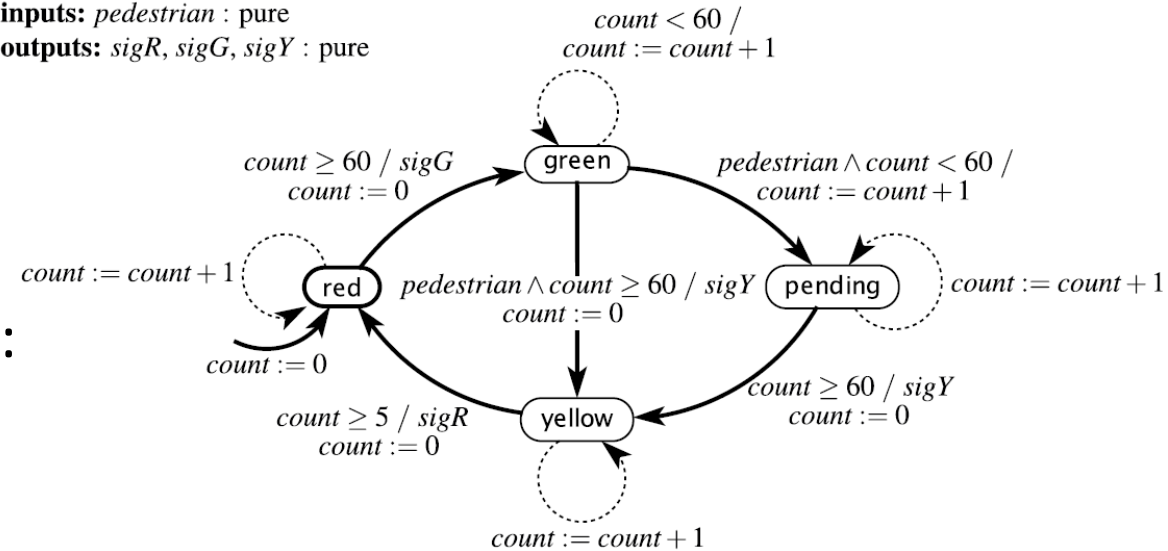 inputs: pedestrian : pure
outputs: sigR, sigG, sigY : pure
count < 60 /
count := count + 1
green
count ≥ 60 / sigG
count := 0
pedestrian ∧ count < 60 /
count := count + 1
count := count + 1
red
pedestrian ∧ count ≥ 60 / sigY
count := 0
pending
count := count + 1
:
count := 0
count ≥ 60 / sigY
count := 0
count ≥ 5 / sigR
count := 0
yellow
count := count + 1